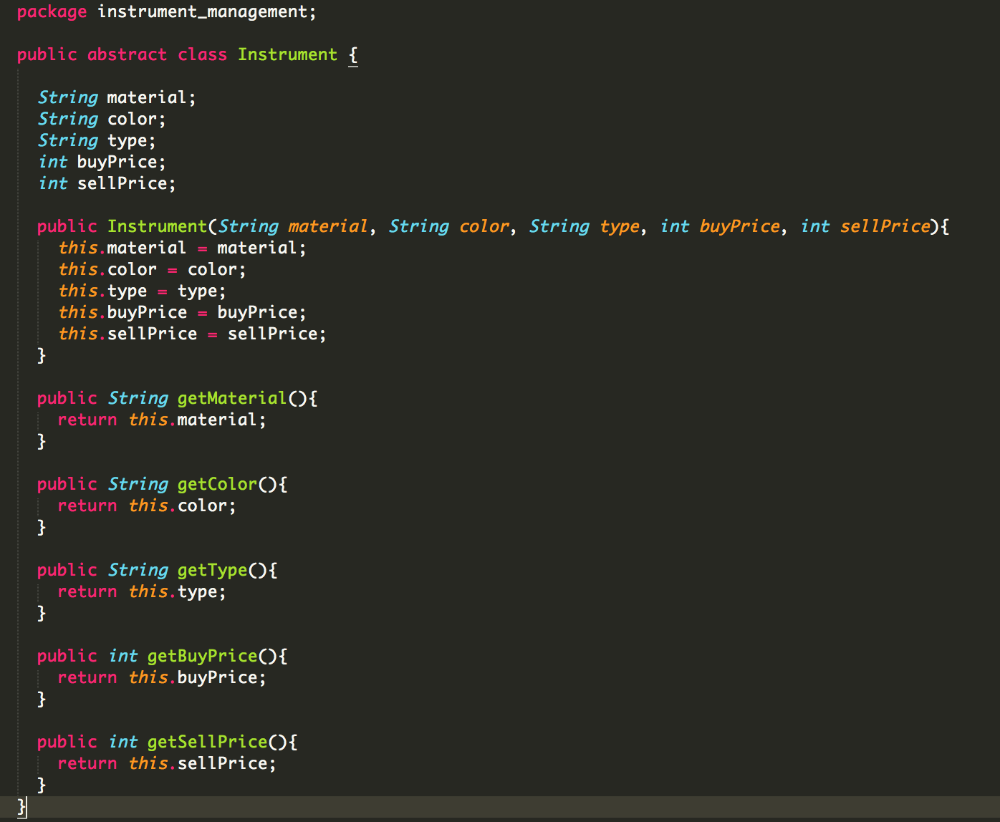 package instrument_management;
public abstract class Instrument {
String material;
String color;
String type;
int buyPrice;
int sellPrice;
public Instrument(String material, String color, String type, int buyPrice, int sellPrice){
this.material = material;
this.color = color;
this.type = type;
this.buyPrice = buyPrice;
this.sellPrice = sellPrice;
}
public String getMaterial(){
return this.material;
}
public String getColor(){
return this.color;
}
public String getType(){
return this.type;
}
public int getBuyPrice(){
return this.buyPrice;
}
public int getSellPrice(){
return this.sellPrice;
}
}